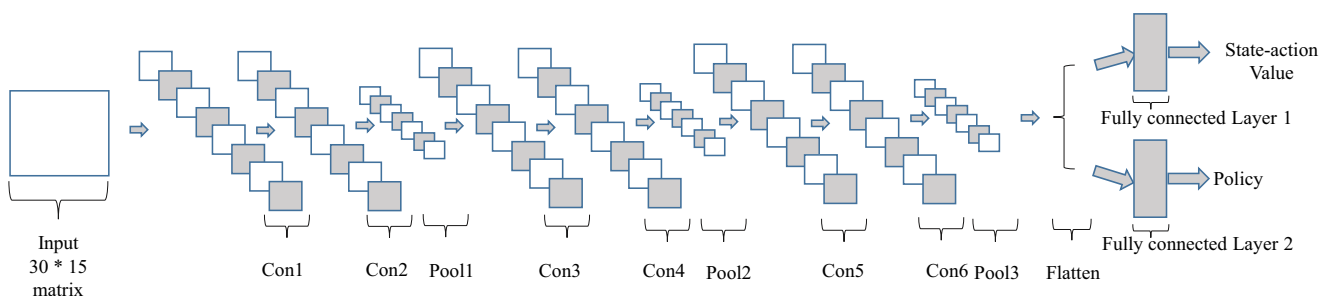 State-action
Value
Fully connected Layer 1
Policy
Fully connected Layer 2
Input
30 * 15
matrix
Con1
Con2
Pool1
Con3
Con4
Pool2
Con5
Con6
Pool3
Flatten